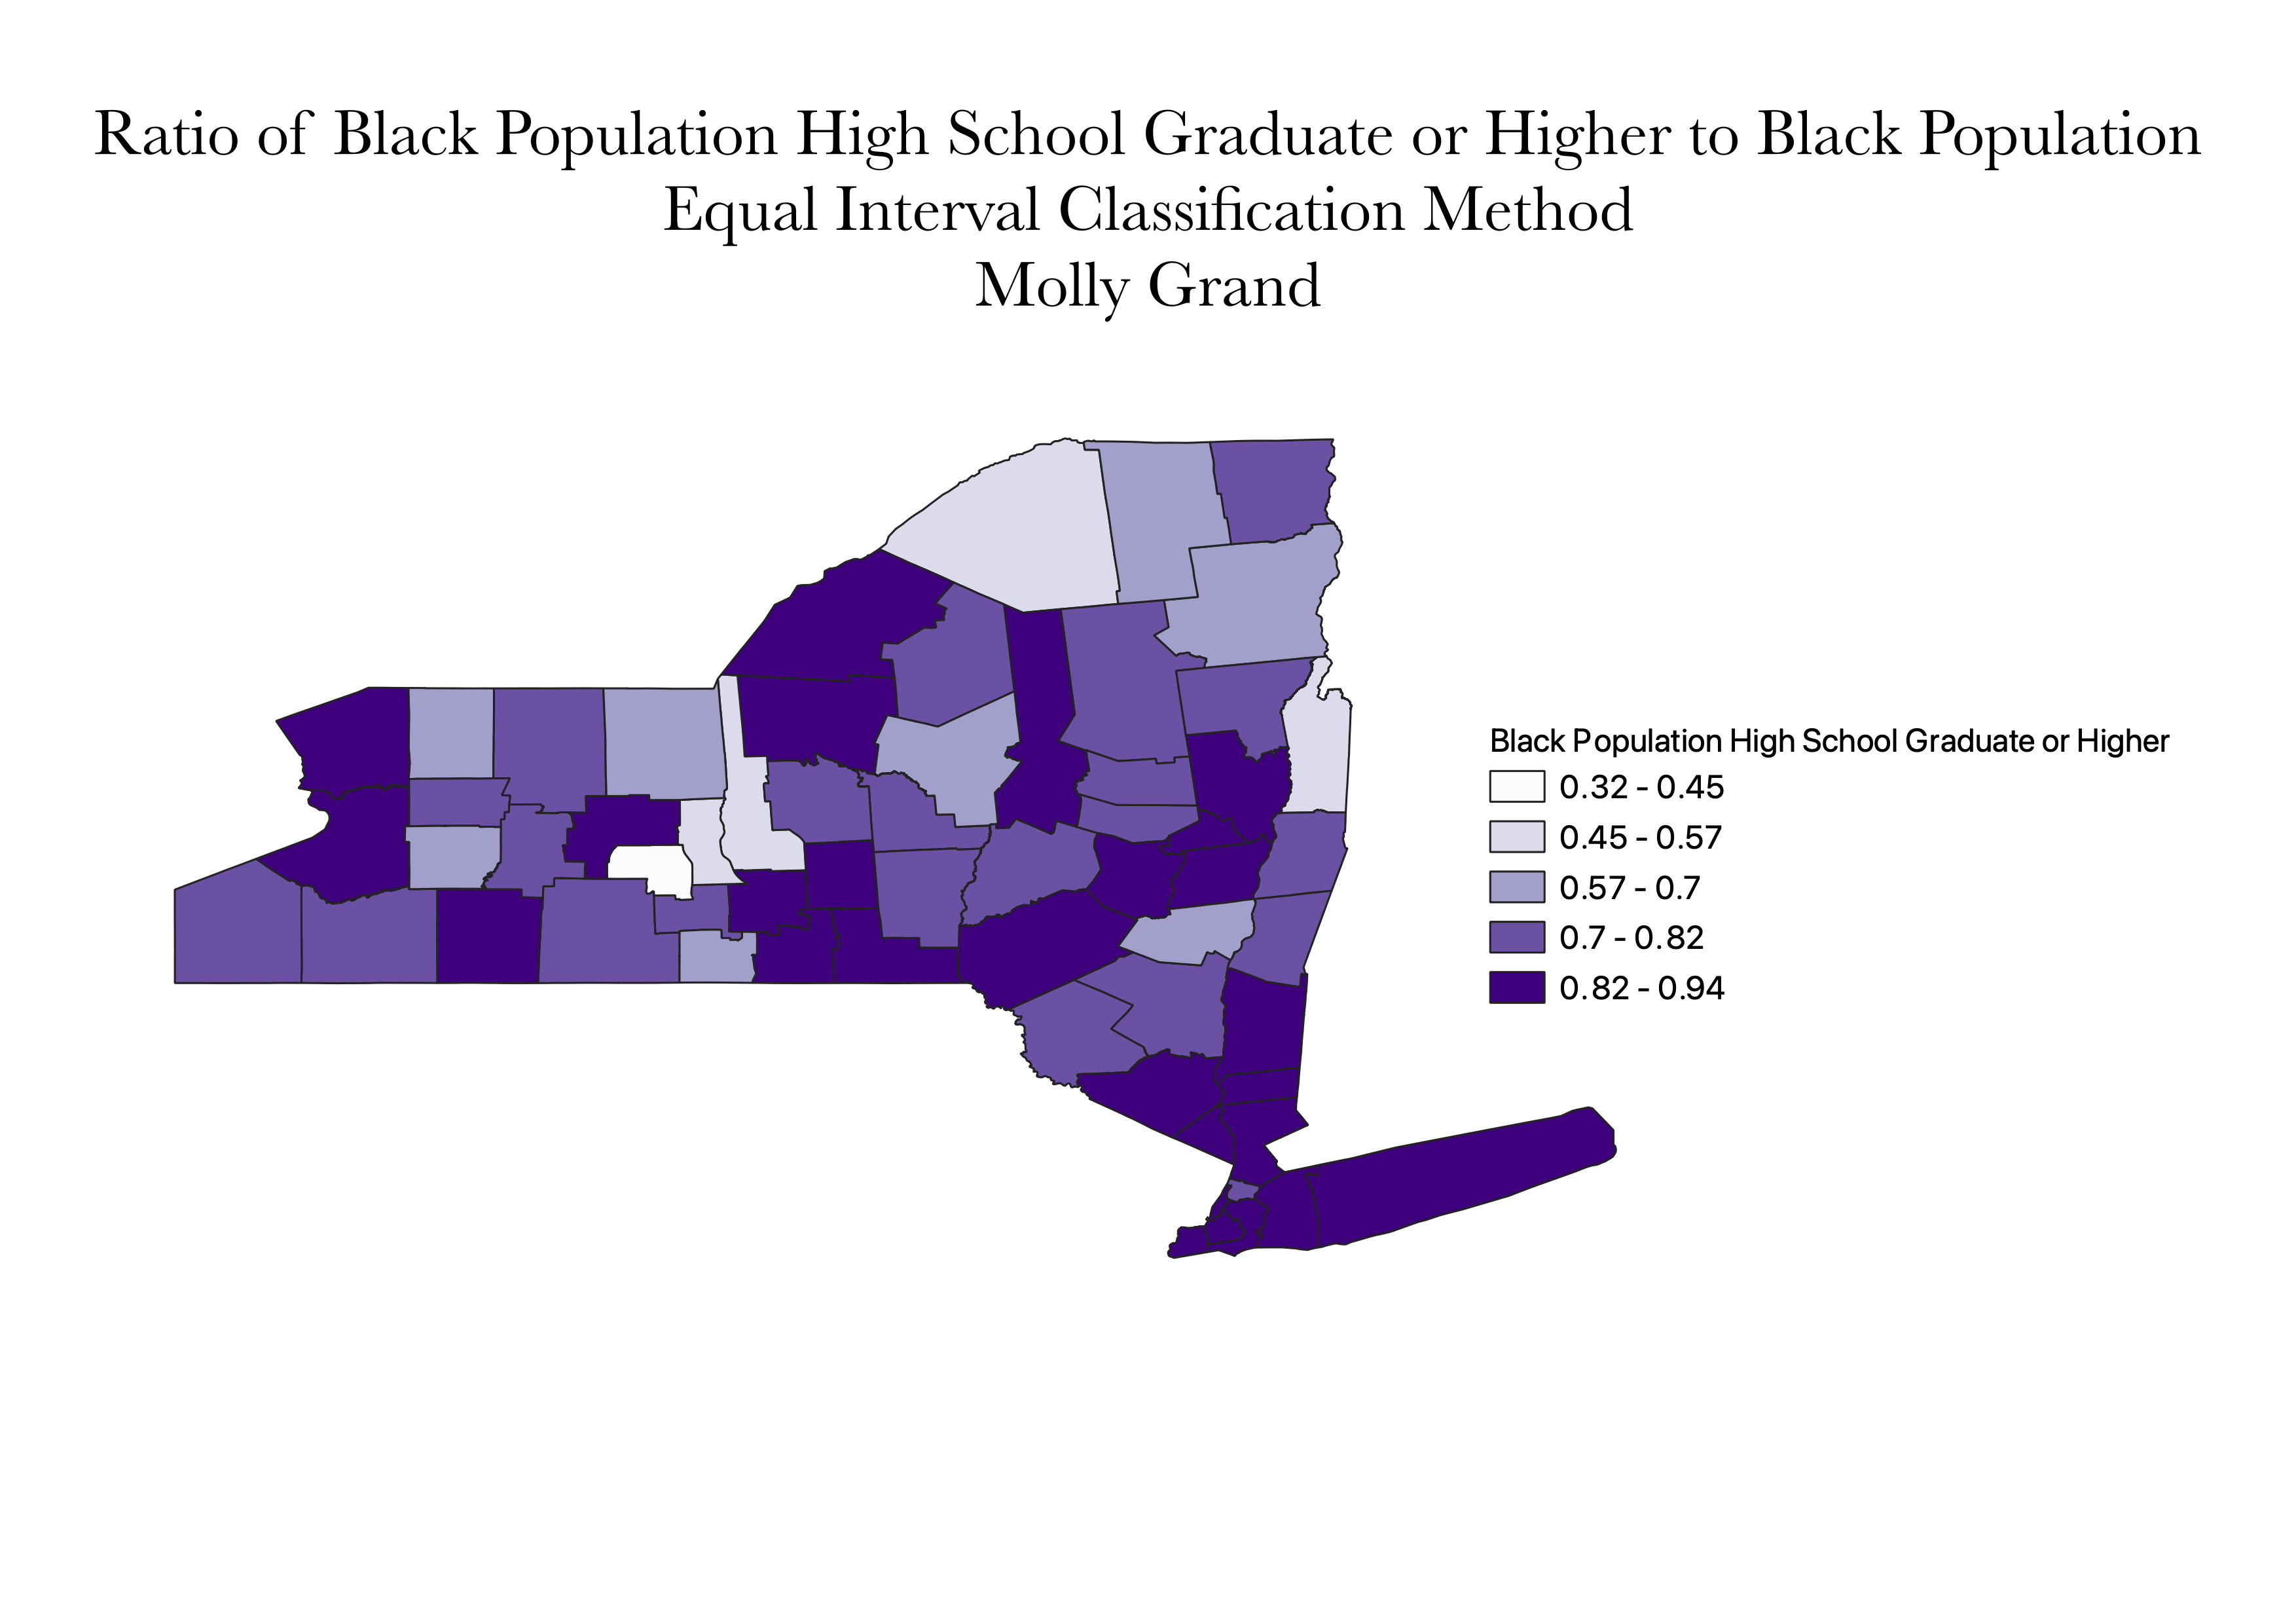 Ratio of Black Population High School Graduate or Higher to Black Population
Equal Interval Classification Method
Molly Grand
Black Population High School Graduate or Higher
0.32 - 0.45
0.45 - 0.57
0.57 - 0.7
0.7 - 0.82
0.82 - 0.94